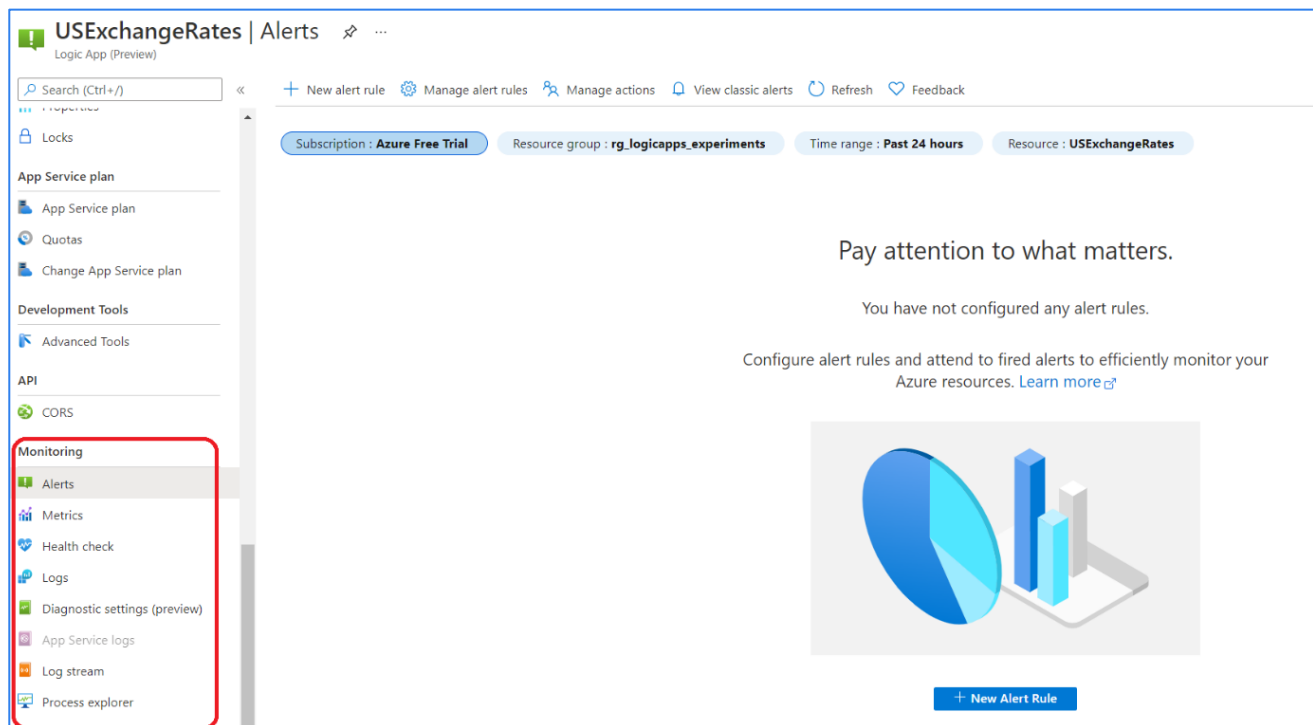 USExchangeRates | Alerts ...
Logic App (Preview)
Search (Ctrl+/) «
Properties
Locks
App Service plan
App Service plan
Quotas
Change App Service plan
Development Tools
Advanced Tools
API
CORS
Monitoring
Alerts
Metrics
Health check
Logs
Diagnostic settings (preview)
App Service logs
Log stream
Process explorer
+ New alert rule Manage alert rules Manage actions View classic alerts Refresh Feedback
Subscription : Azure Free Trial Resource group : rg_logicapps_experiments Time range : Past 24 hours Resource : USExchangeRates
Pay attention to what matters.
You have not configured any alert rules.
Configure alert rules and attend to fired alerts to efficiently monitor your
Azure resources. Learn more
+ New Alert Rule